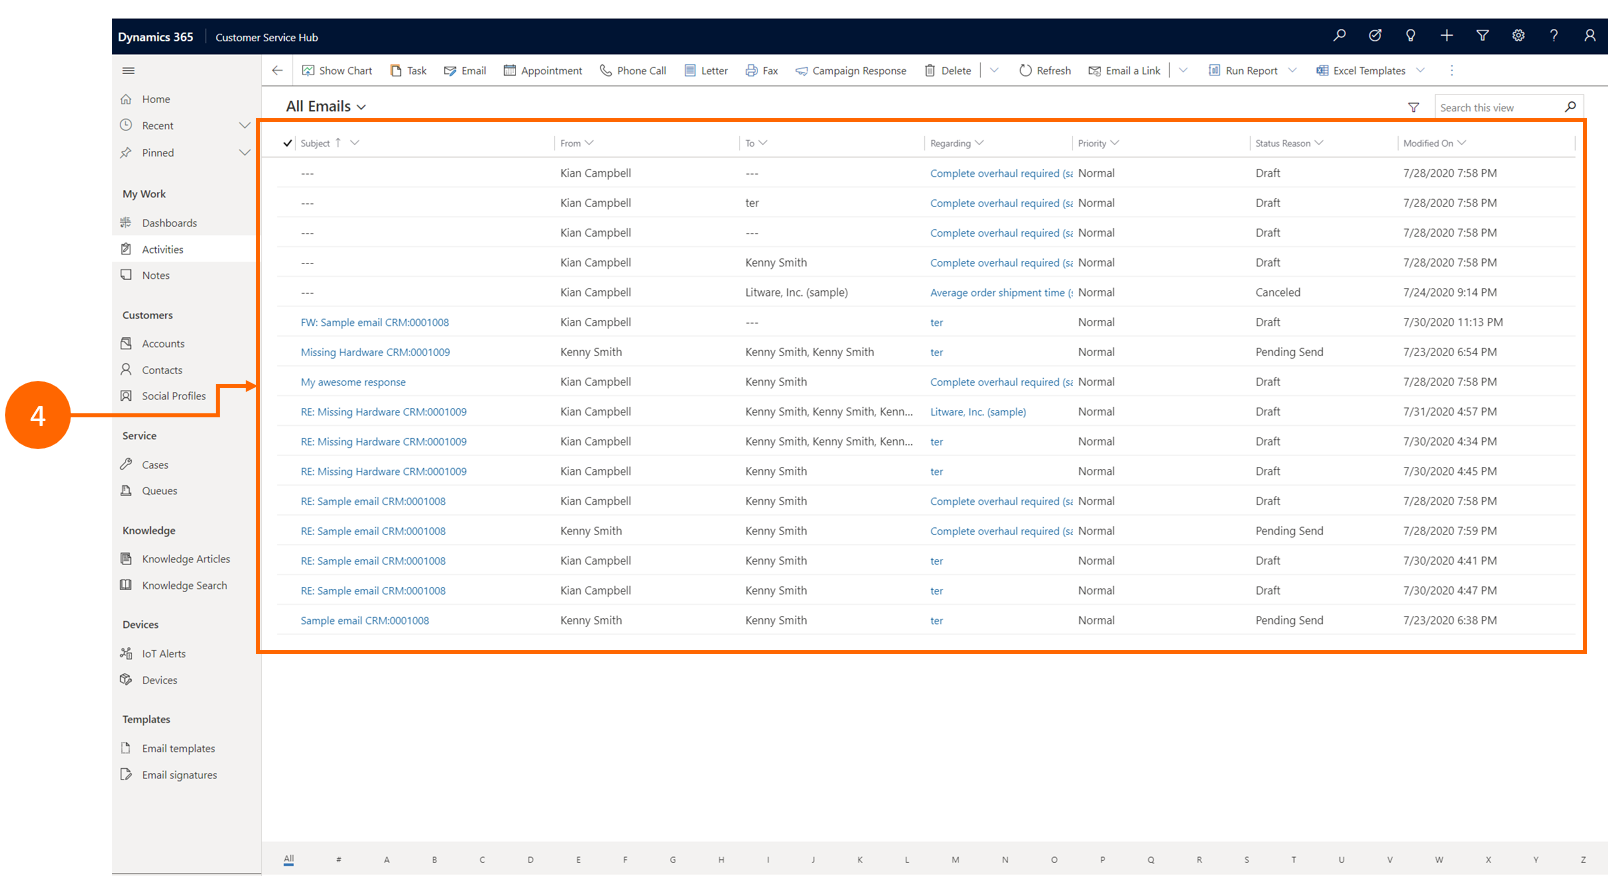 Dynamics 365 Customer Service Hub
Show Chart Task Email Appointment Phone Call Letter Fax Campaign Response Delete Refresh Email a Link Run Report Excel Templates
Home
Recent
Pinned
My Work
Dashboards
Activities
Notes
Customers
Accounts
Contacts
Social Profiles
Service
Cases
Queues
Knowledge
Knowledge Articles
Knowledge Search
Devices
IoT Alerts
Devices
Templates
Email templates
Email signatures
4
All Emails
Search this view
Subject From To Regarding Priority Status Reason Modified On
--- Kian Campbell --- Complete overhaul required (sa Normal Draft 7/28/2020 7:58 PM
--- Kian Campbell ter Complete overhaul required (sa Normal Draft 7/28/2020 7:58 PM
--- Kian Campbell --- Complete overhaul required (sa Normal Draft 7/28/2020 7:58 PM
--- Kian Campbell Kenny Smith Complete overhaul required (sa Normal Draft 7/28/2020 7:58 PM
--- Kian Campbell Litware, Inc. (sample) Average order shipment time (s Normal Canceled 7/24/2020 9:14 PM
FW: Sample email CRM:0001008 Kian Campbell --- ter Normal Draft 7/30/2020 11:13 PM
Missing Hardware CRM:0001009 Kenny Smith Kenny Smith, Kenny Smith ter Normal Pending Send 7/23/2020 6:54 PM
My awesome response Kian Campbell Kenny Smith Complete overhaul required (sa Normal Draft 7/28/2020 7:58 PM
RE: Missing Hardware CRM:0001009 Kian Campbell Kenny Smith, Kenny Smith, Kenn... Litware, Inc. (sample) Normal Draft 7/31/2020 4:57 PM
RE: Missing Hardware CRM:0001009 Kian Campbell Kenny Smith, Kenny Smith, Kenn... ter Normal Draft 7/30/2020 4:34 PM
RE: Missing Hardware CRM:0001009 Kian Campbell Kenny Smith ter Normal Draft 7/30/2020 4:45 PM
RE: Sample email CRM:0001008 Kian Campbell Kenny Smith Complete overhaul required (sa Normal Draft 7/28/2020 7:58 PM
RE: Sample email CRM:0001008 Kenny Smith Kenny Smith Complete overhaul required (sa Normal Pending Send 7/28/2020 7:59 PM
RE: Sample email CRM:0001008 Kian Campbell Kenny Smith ter Normal Draft 7/30/2020 4:41 PM
RE: Sample email CRM:0001008 Kian Campbell Kenny Smith ter Normal Draft 7/30/2020 4:47 PM
Sample email CRM:0001008 Kenny Smith Kenny Smith ter Normal Pending Send 7/23/2020 6:38 PM
All # A B C D E F G H I J K L M N O P Q R S T U V W X Y Z